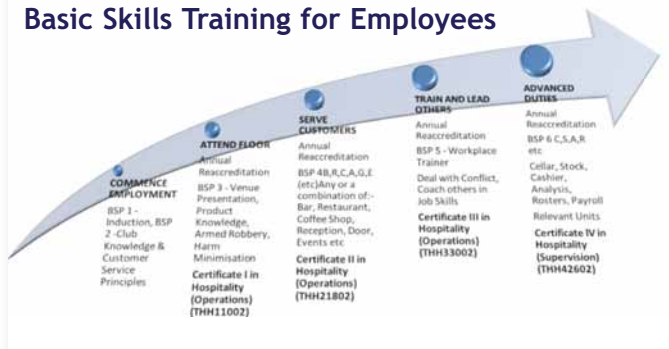 Basic Skills Training for Employees
COMMENCE
EMPLOYMENT
BSP 1 -
Induction, BSP
2 -Club
Knowledge &
Customer
Service
Principles
ATTEND FLOOR
Annual
Reaccreditation
BSP 3 - Venue
Presentation,
Product
Knowledge,
Armed Robbery,
Harm
Minimisation
Certificate I in
Hospitality
(Operations)
(THH11002)
SERVE
CUSTOMERS
Annual
Reaccreditation
BSP 4B,R,C,A,G,E
(etc)Any or a
combination of:-
Bar, Restaurant,
Coffee Shop,
Reception, Door,
Events etc
Certificate II in
Hospitality
(Operations)
(THH21802)
TRAIN AND LEAD
OTHERS
Annual
Reaccreditation
BSP 5 - Workplace
Trainer
Deal with Conflict,
Coach others in
Job Skills
Certificate III in
Hospitality
(Operations)
(THH33002)
ADVANCED
DUTIES
Annual
Reaccreditation
BSP 6 C,S,A,R
etc
Cellar, Stock,
Cashier,
Analysis,
Rosters, Payroll
Relevant Units
Certificate IV in
Hospitality
(Supervision)
(THH42602)